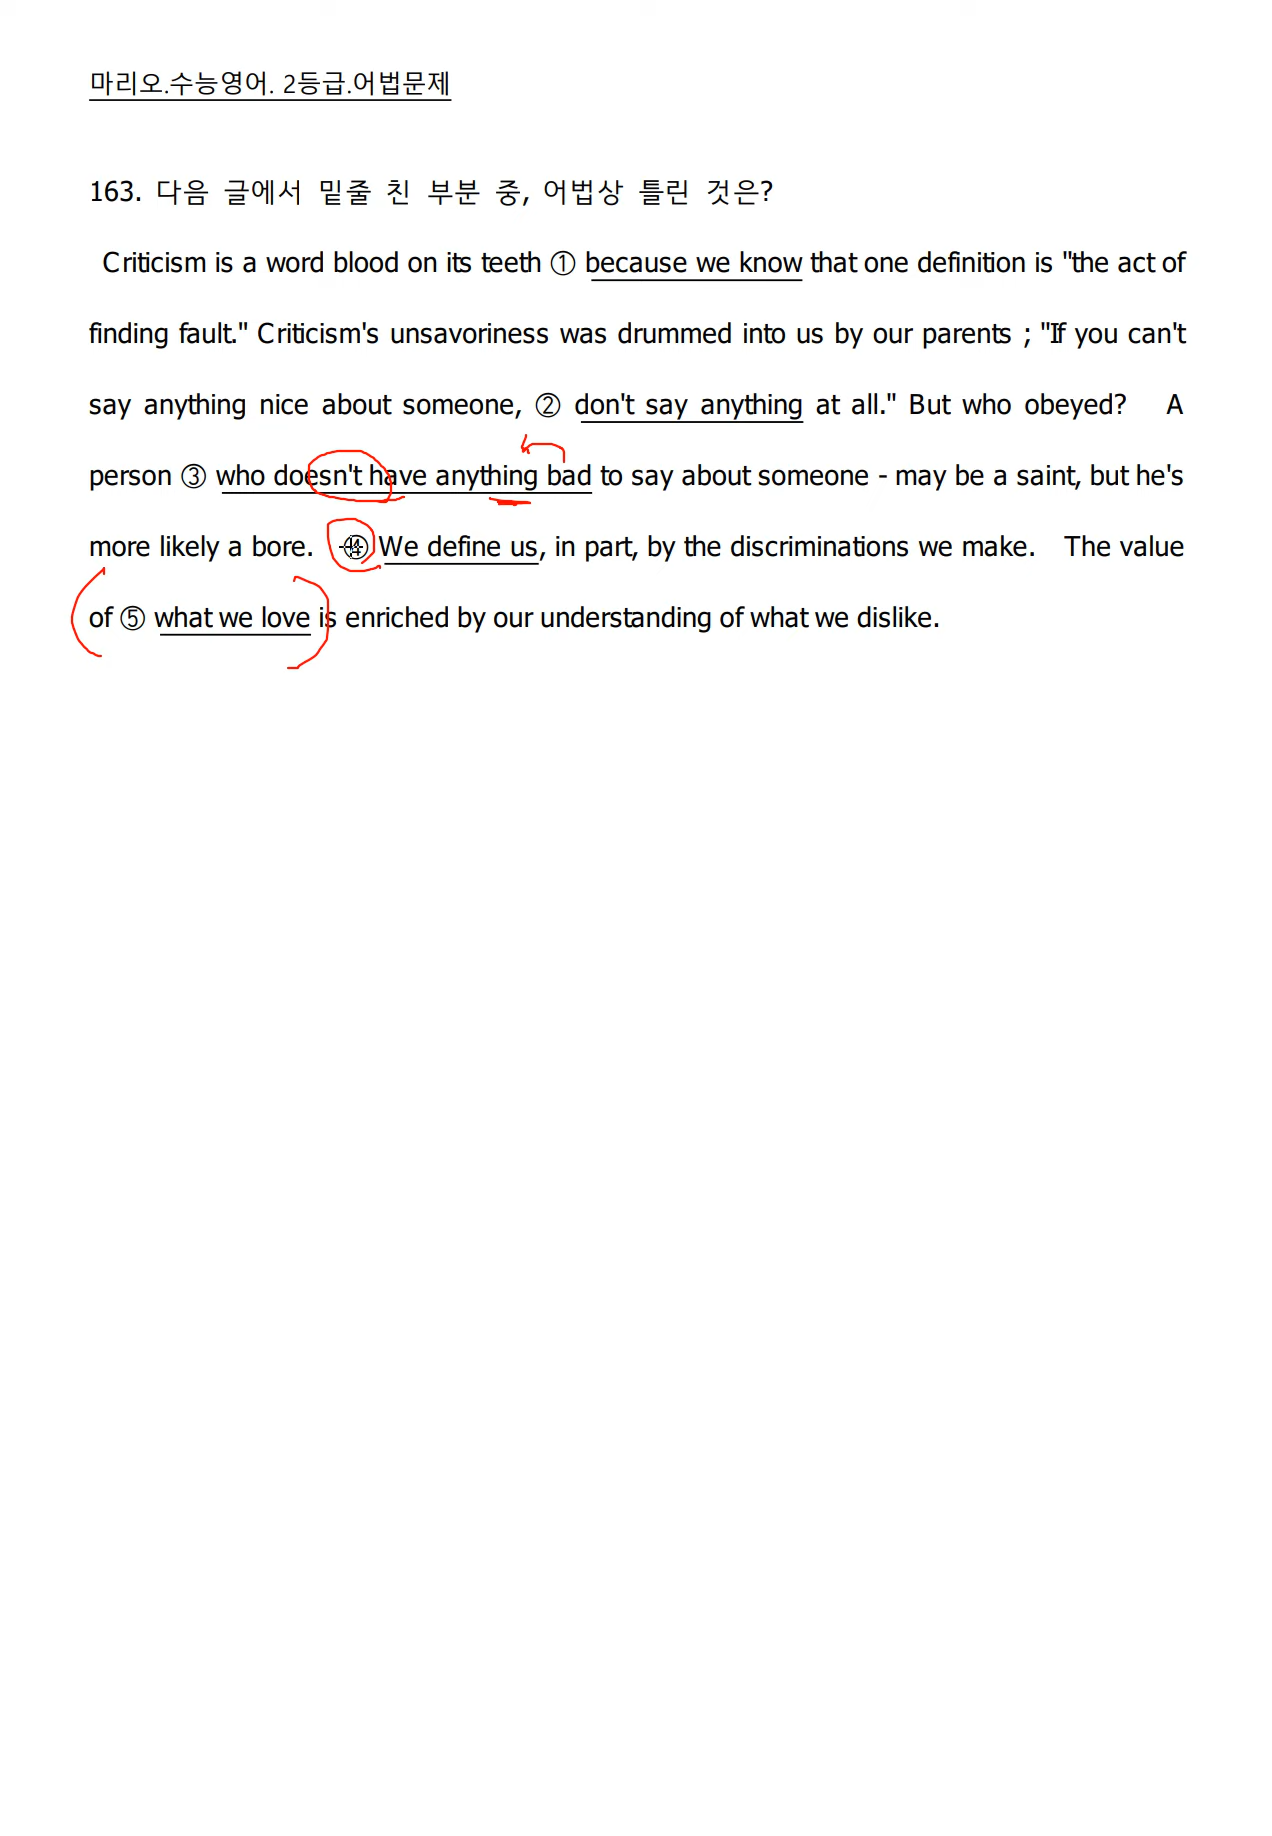 마리오.수능영어. 2등급.어법문제
163. 다음 글에서 밑줄 친 부분 중, 어법상 틀린 것은?
Criticism is a word blood on its teeth ① because we know that one definition is "the act of
finding fault." Criticism's unsavoriness was drummed into us by our parents ; "If you can't
say anything nice about someone, ② don't say anything at all." But who obeyed? A
person ③ who doesn't have anything bad to say about someone - may be a saint, but he's
more likely a bore. ④ We define us, in part, by the discriminations we make. The value
of ⑤ what we love is enriched by our understanding of what we dislike.